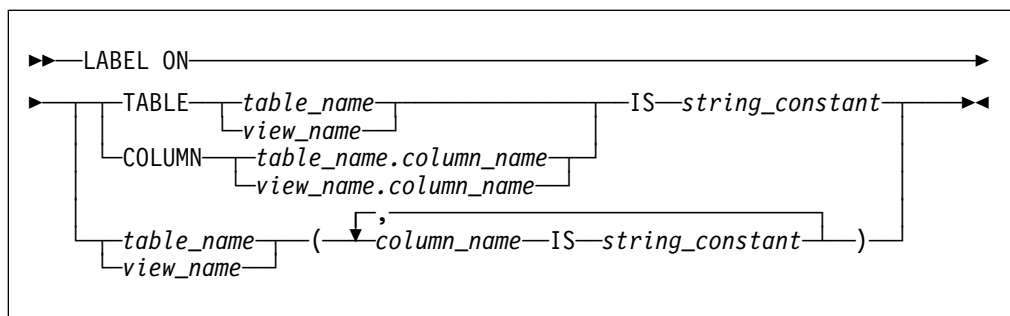 LABEL ON
TABLE table_name IS string_constant
view_name
COLUMN table_name.column_name
view_name.column_name
,
table_name ( column_name IS string_constant )
view_name